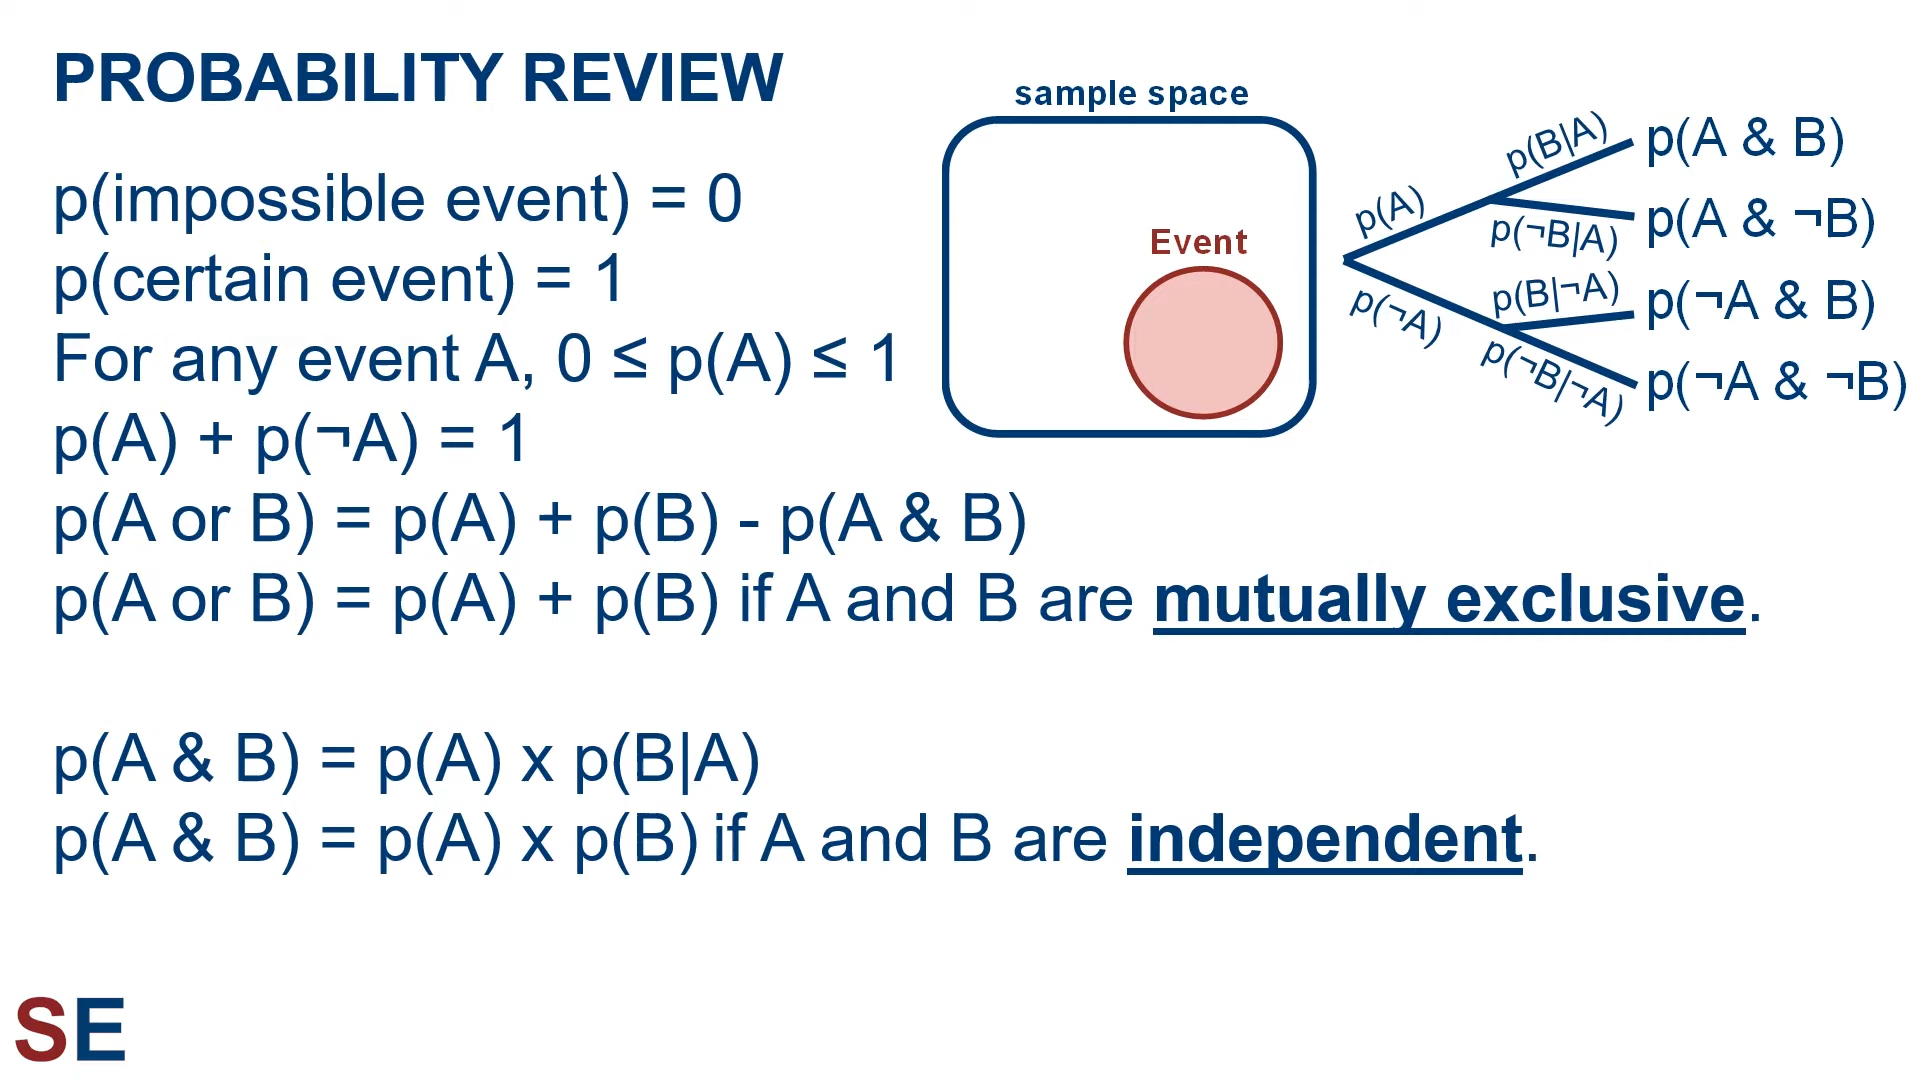 PROBABILITY REVIEW
p(impossible event) = 0
p(certain event) = 1
For any event A, 0 ≤ p(A) ≤ 1
p(A) + p(¬A) = 1
p(A or B) = p(A) + p(B) - p(A & B)
p(A or B) = p(A) + p(B) if A and B are mutually exclusive.
p(A & B) = p(A) x p(B|A)
p(A & B) = p(A) x p(B) if A and B are independent.
sample space
Event
p(A)
p(¬A)
p(B|A)
p(¬B|A)
p(B|¬A)
p(¬B|¬A)
p(A & B)
p(A & ¬B)
p(¬A & B)
p(¬A & ¬B)
SE